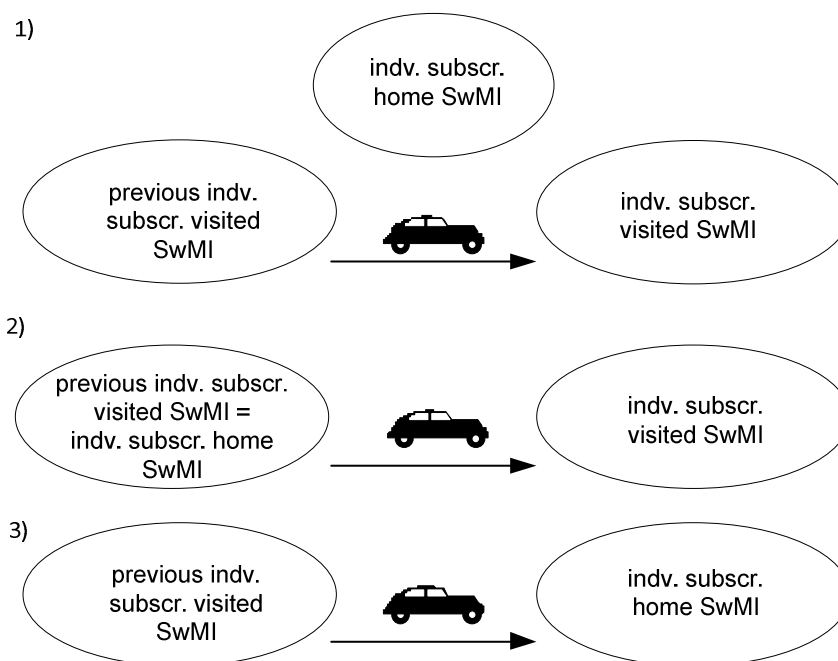 1)
indv. subscr.
home SwMI
previous indv.
subscr. visited
SwMI
indv. subscr.
visited SwMI
2)
previous indv. subscr.
visited SwMI =
indv. subscr. home
SwMI
indv. subscr.
visited SwMI
3)
previous indv.
subscr. visited
SwMI
indv. subscr.
home SwMI